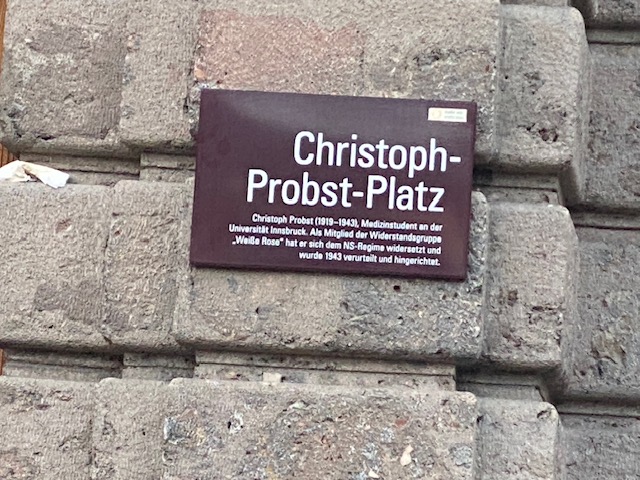 Christoph-
Probst-Platz
Christoph Probst (1919–1943), Medizinstudent an der
Universität Innsbruck. Als Mitglied der Widerstandsgruppe
„Weiße Rose“ hat er sich dem NS-Regime widersetzt und
wurde 1943 verurteilt und hingerichtet.